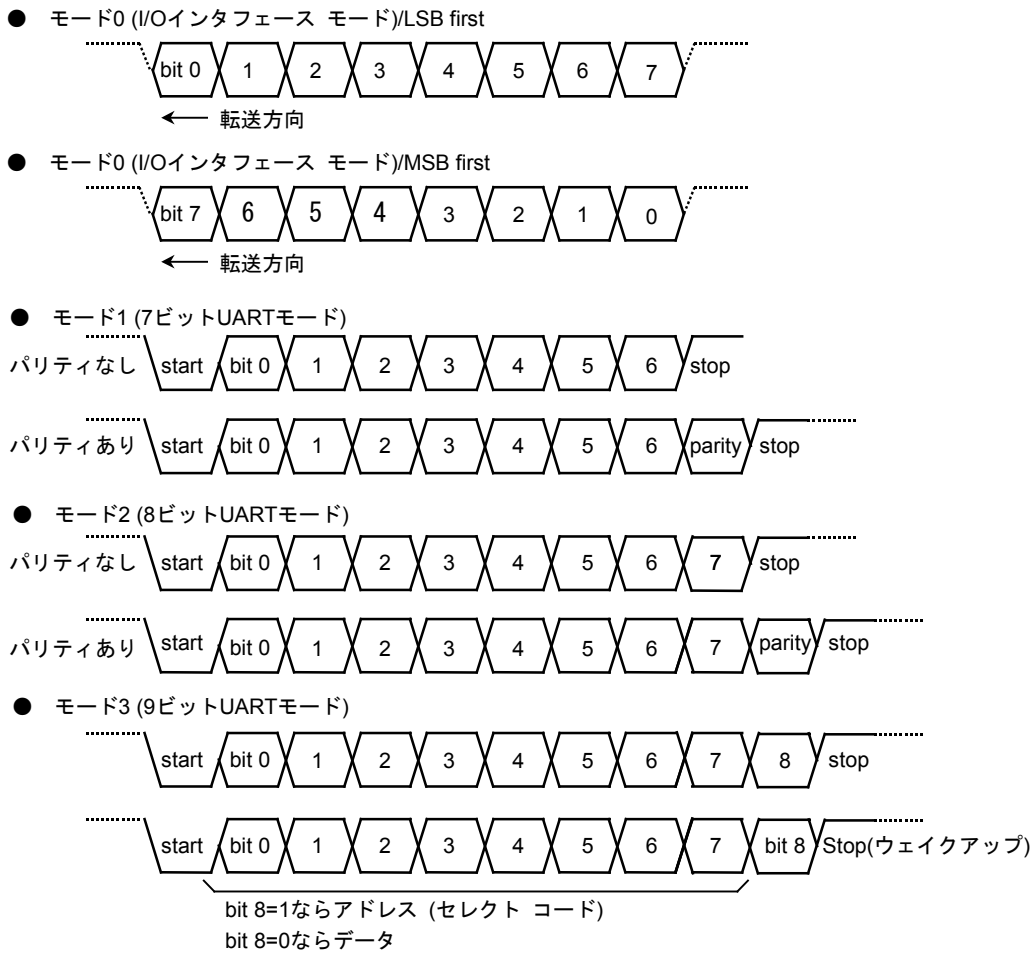 ● モード0 (I/Oインタフェース モード)/LSB first
bit 0 1 2 3 4 5 6 7
← 転送方向
● モード0 (I/Oインタフェース モード)/MSB first
bit 7 6 5 4 3 2 1 0
← 転送方向
● モード1 (7ビットUARTモード)
パリティなし start bit 0 1 2 3 4 5 6 stop
パリティあり start bit 0 1 2 3 4 5 6 parity stop
● モード2 (8ビットUARTモード)
パリティなし start bit 0 1 2 3 4 5 6 7 stop
パリティあり start bit 0 1 2 3 4 5 6 7 parity stop
● モード3 (9ビットUARTモード)
start bit 0 1 2 3 4 5 6 7 8 stop
start bit 0 1 2 3 4 5 6 7 bit 8 Stop(ウェイクアップ)
bit 8=1ならアドレス (セレクト コード)
bit 8=0ならデータ